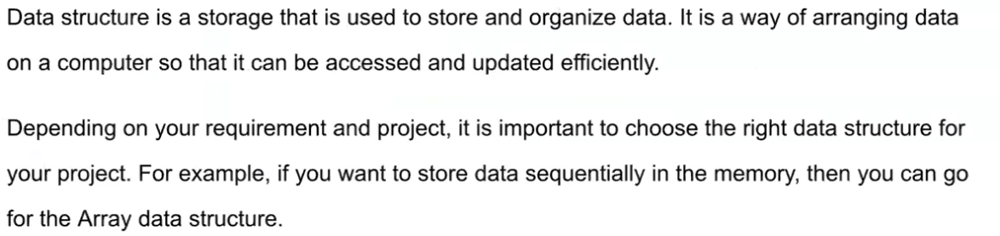 Data structure is a storage that is used to store and organize data. It is a way of arranging data
on a computer so that it can be accessed and updated efficiently.
Depending on your requirement and project, it is important to choose the right data structure for
your project. For example, if you want to store data sequentially in the memory, then you can go
for the Array data structure.